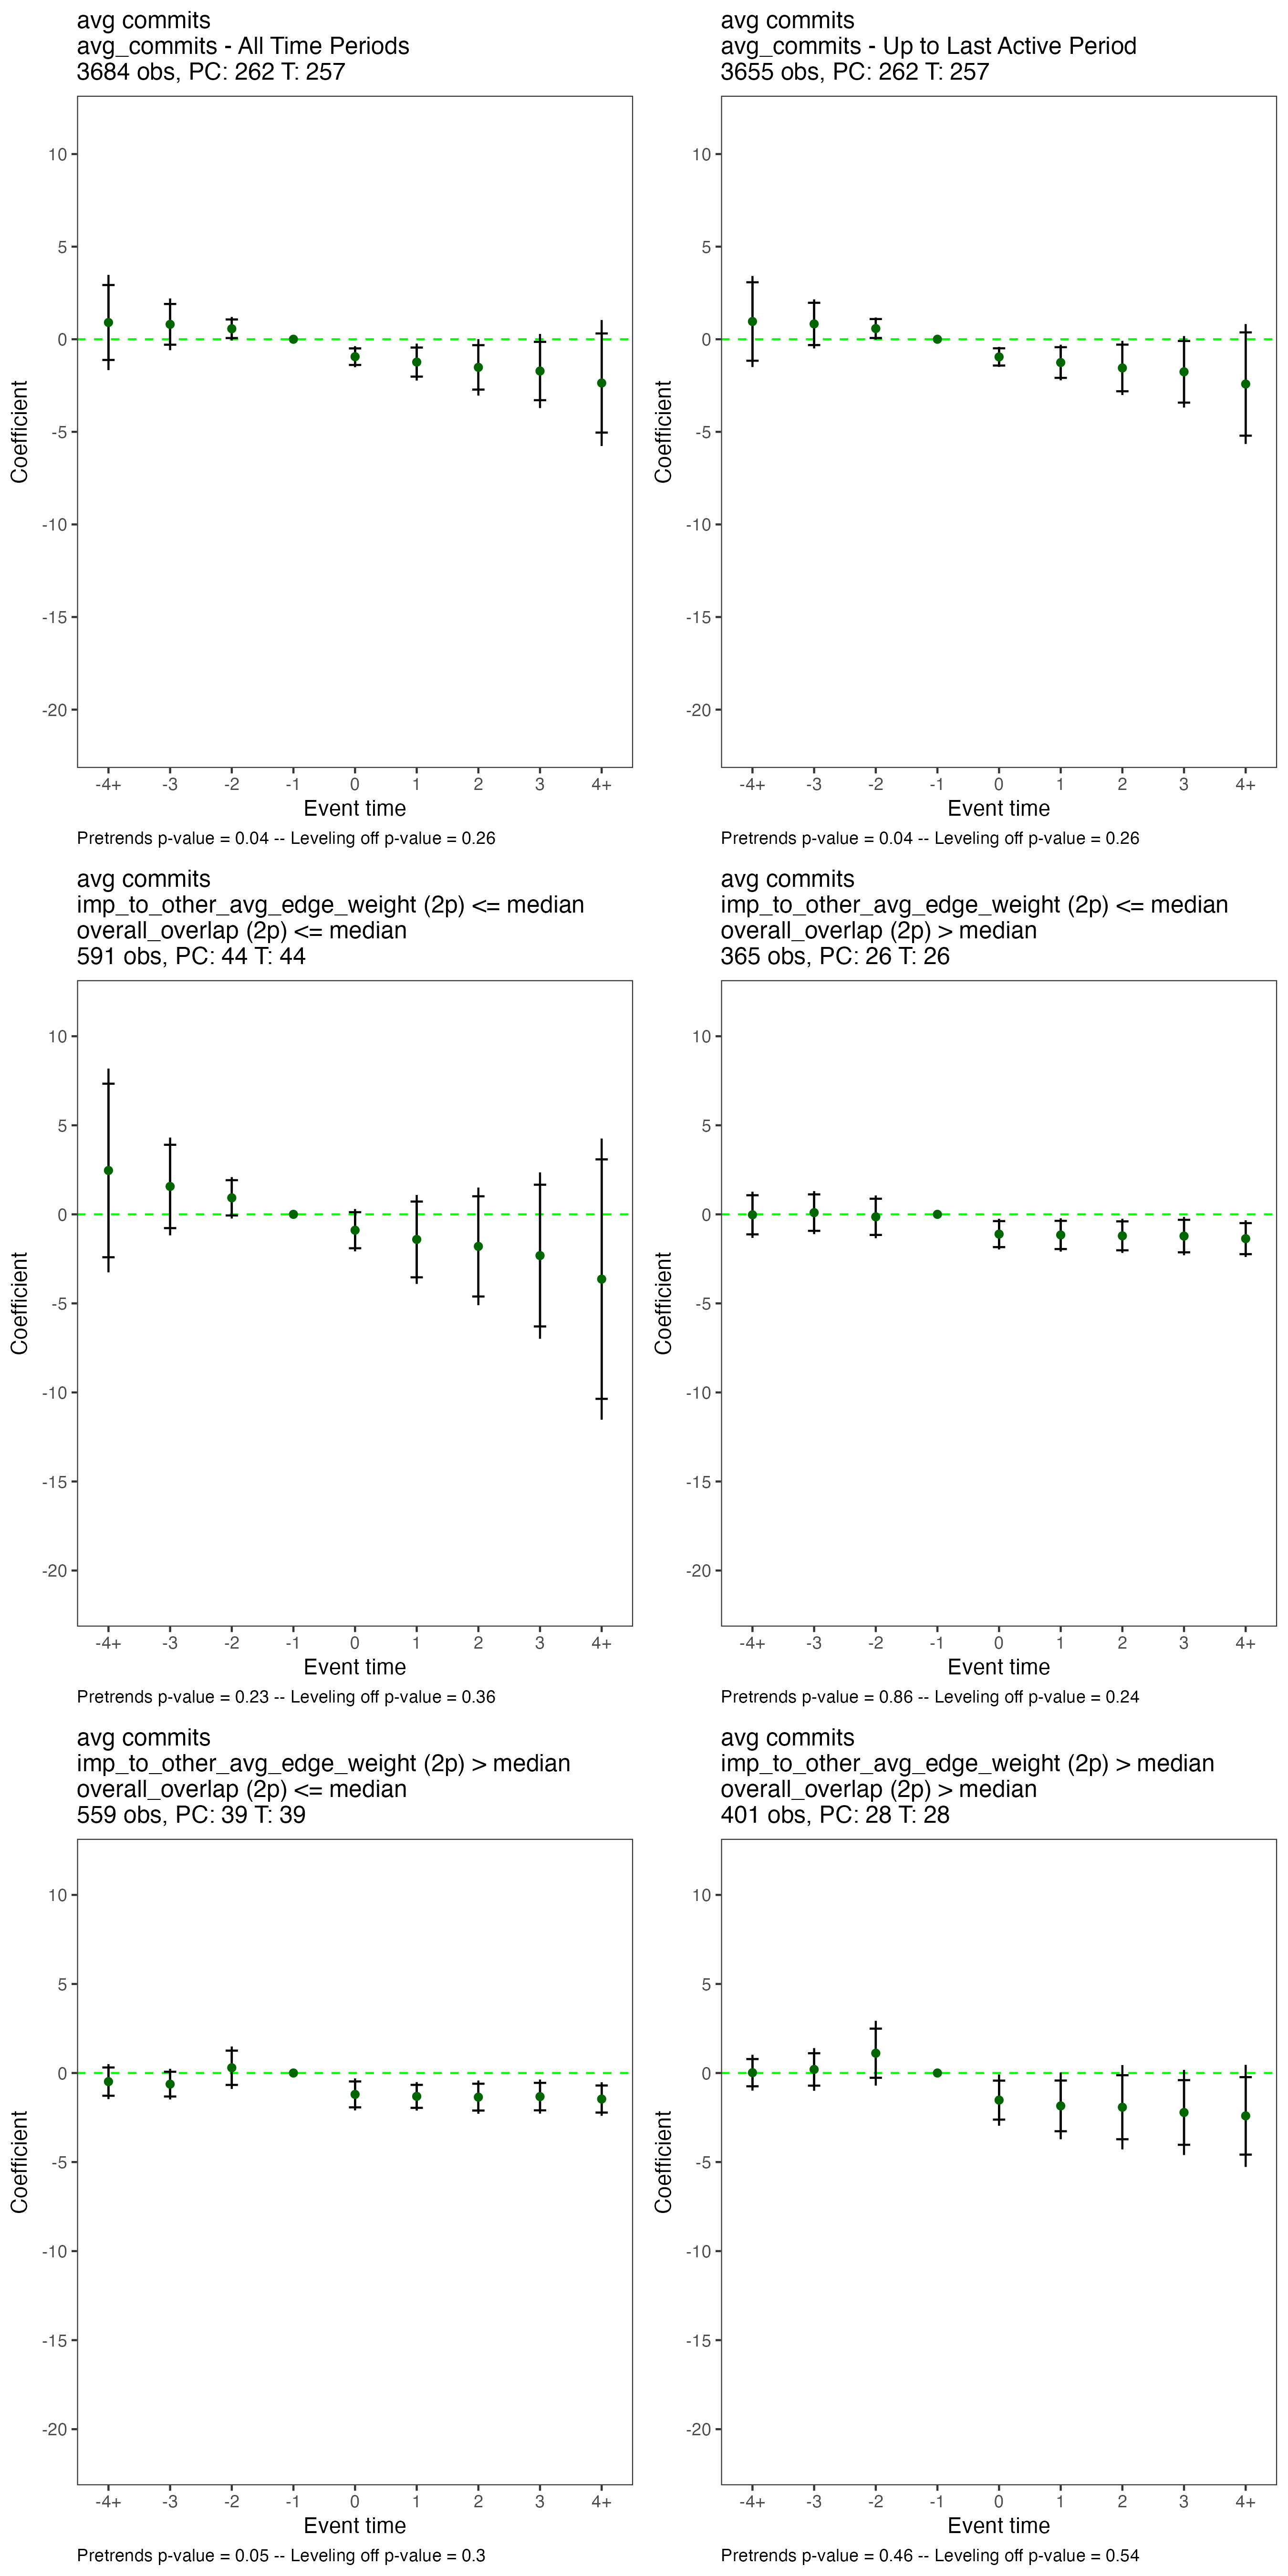 avg commits
avg_commits - All Time Periods
3684 obs, PC: 262 T: 257
10
5
0
-5
-10
-15
-20
Coefficient
-4+ -3 -2 -1 0 1 2 3 4+
Event time
Pretrends p-value = 0.04 -- Leveling off p-value = 0.26
avg commits
avg_commits - Up to Last Active Period
3655 obs, PC: 262 T: 257
10
5
0
-5
-10
-15
-20
Coefficient
-4+ -3 -2 -1 0 1 2 3 4+
Event time
Pretrends p-value = 0.04 -- Leveling off p-value = 0.26
avg commits
imp_to_other_avg_edge_weight (2p) <= median
overall_overlap (2p) <= median
591 obs, PC: 44 T: 44
10
5
0
-5
-10
-15
-20
Coefficient
-4+ -3 -2 -1 0 1 2 3 4+
Event time
Pretrends p-value = 0.23 -- Leveling off p-value = 0.36
avg commits
imp_to_other_avg_edge_weight (2p) <= median
overall_overlap (2p) > median
365 obs, PC: 26 T: 26
10
5
0
-5
-10
-15
-20
Coefficient
-4+ -3 -2 -1 0 1 2 3 4+
Event time
Pretrends p-value = 0.86 -- Leveling off p-value = 0.24
avg commits
imp_to_other_avg_edge_weight (2p) > median
overall_overlap (2p) <= median
559 obs, PC: 39 T: 39
10
5
0
-5
-10
-15
-20
Coefficient
-4+ -3 -2 -1 0 1 2 3 4+
Event time
Pretrends p-value = 0.05 -- Leveling off p-value = 0.3
avg commits
imp_to_other_avg_edge_weight (2p) > median
overall_overlap (2p) > median
401 obs, PC: 28 T: 28
10
5
0
-5
-10
-15
-20
Coefficient
-4+ -3 -2 -1 0 1 2 3 4+
Event time
Pretrends p-value = 0.46 -- Leveling off p-value = 0.54